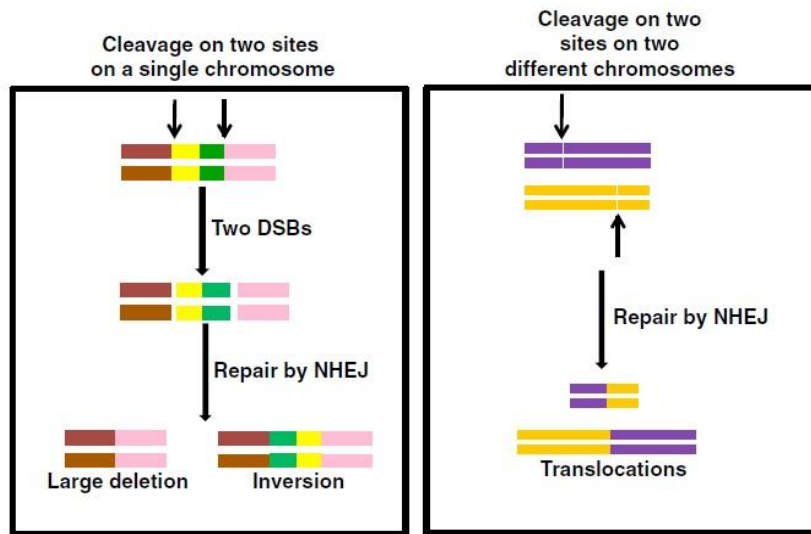 Cleavage on two sites
on a single chromosome
Two DSBs
Repair by NHEJ
Large deletion
Inversion
Cleavage on two
sites on two
different chromosomes
Repair by NHEJ
Translocations